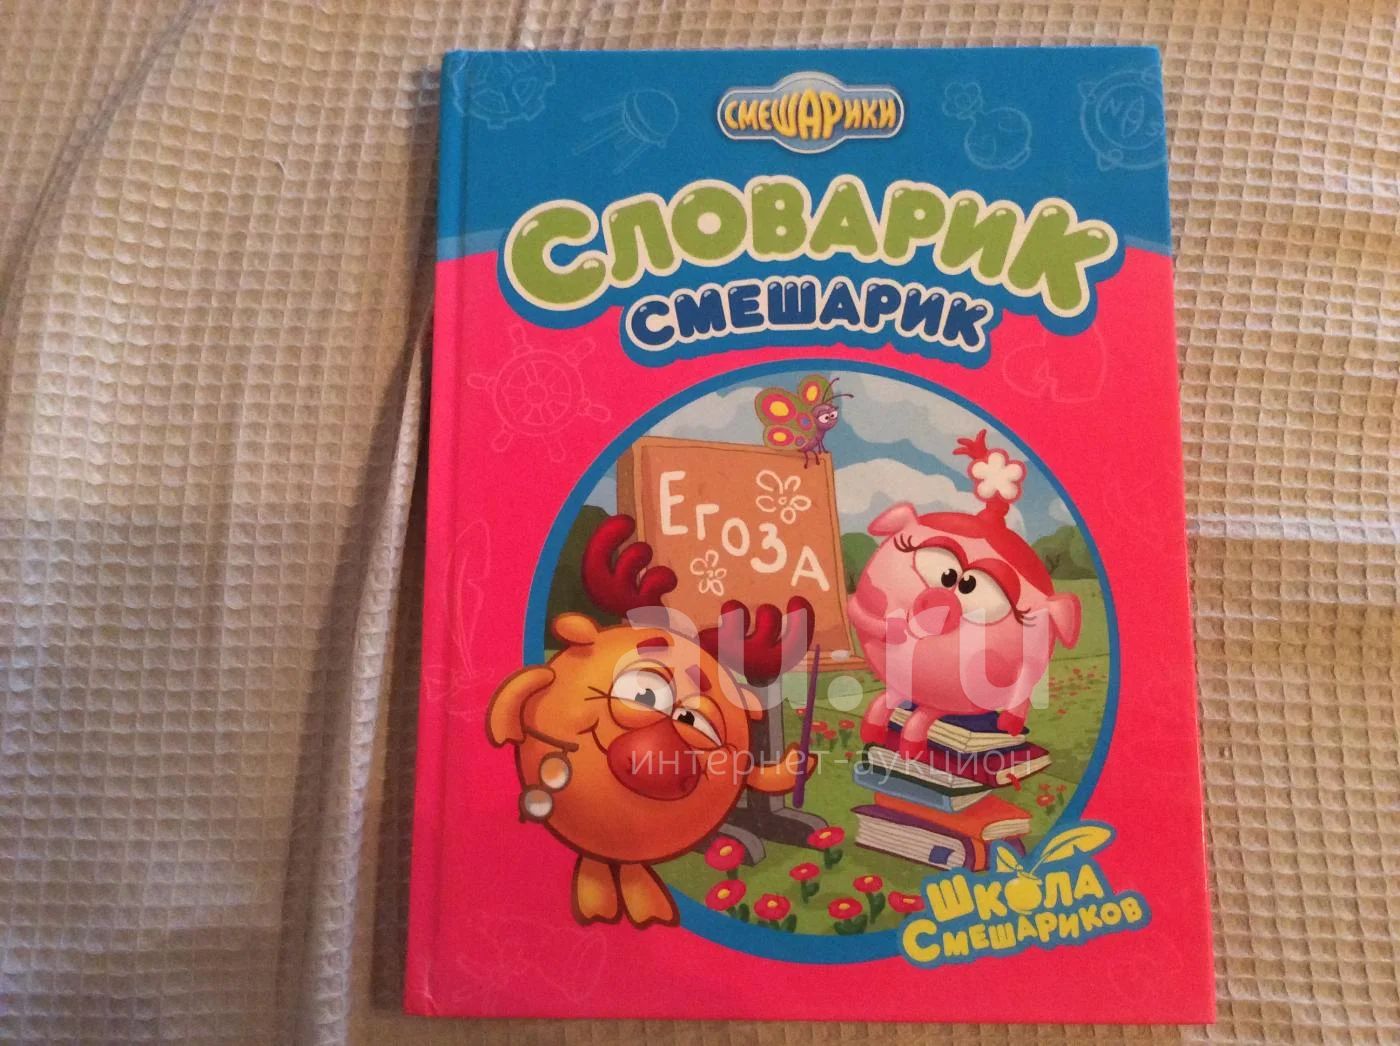 СМЕШАРИКИ
СЛОВАРИК
СМЕШАРИК
ЕГОЗА
au.ru
интернет-аукцион
ШКОЛА
СМЕШАРИКОВ